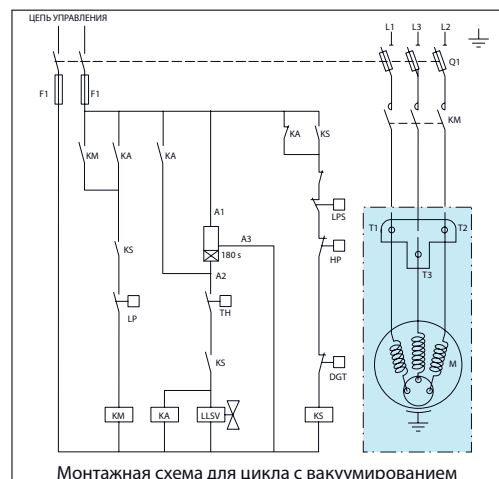 ЦЕПЬ УПРАВЛЕНИЯ
L1 L3 L2
Q1
F1 F1
KM
KM KA KA KA KS
LPS
A1
T1 T2
A3
180 s
HP
KS
T3
A2
LP TH
KS
M
DGT
KM KA LLSV KS
Монтажная схема для цикла с вакуумированием